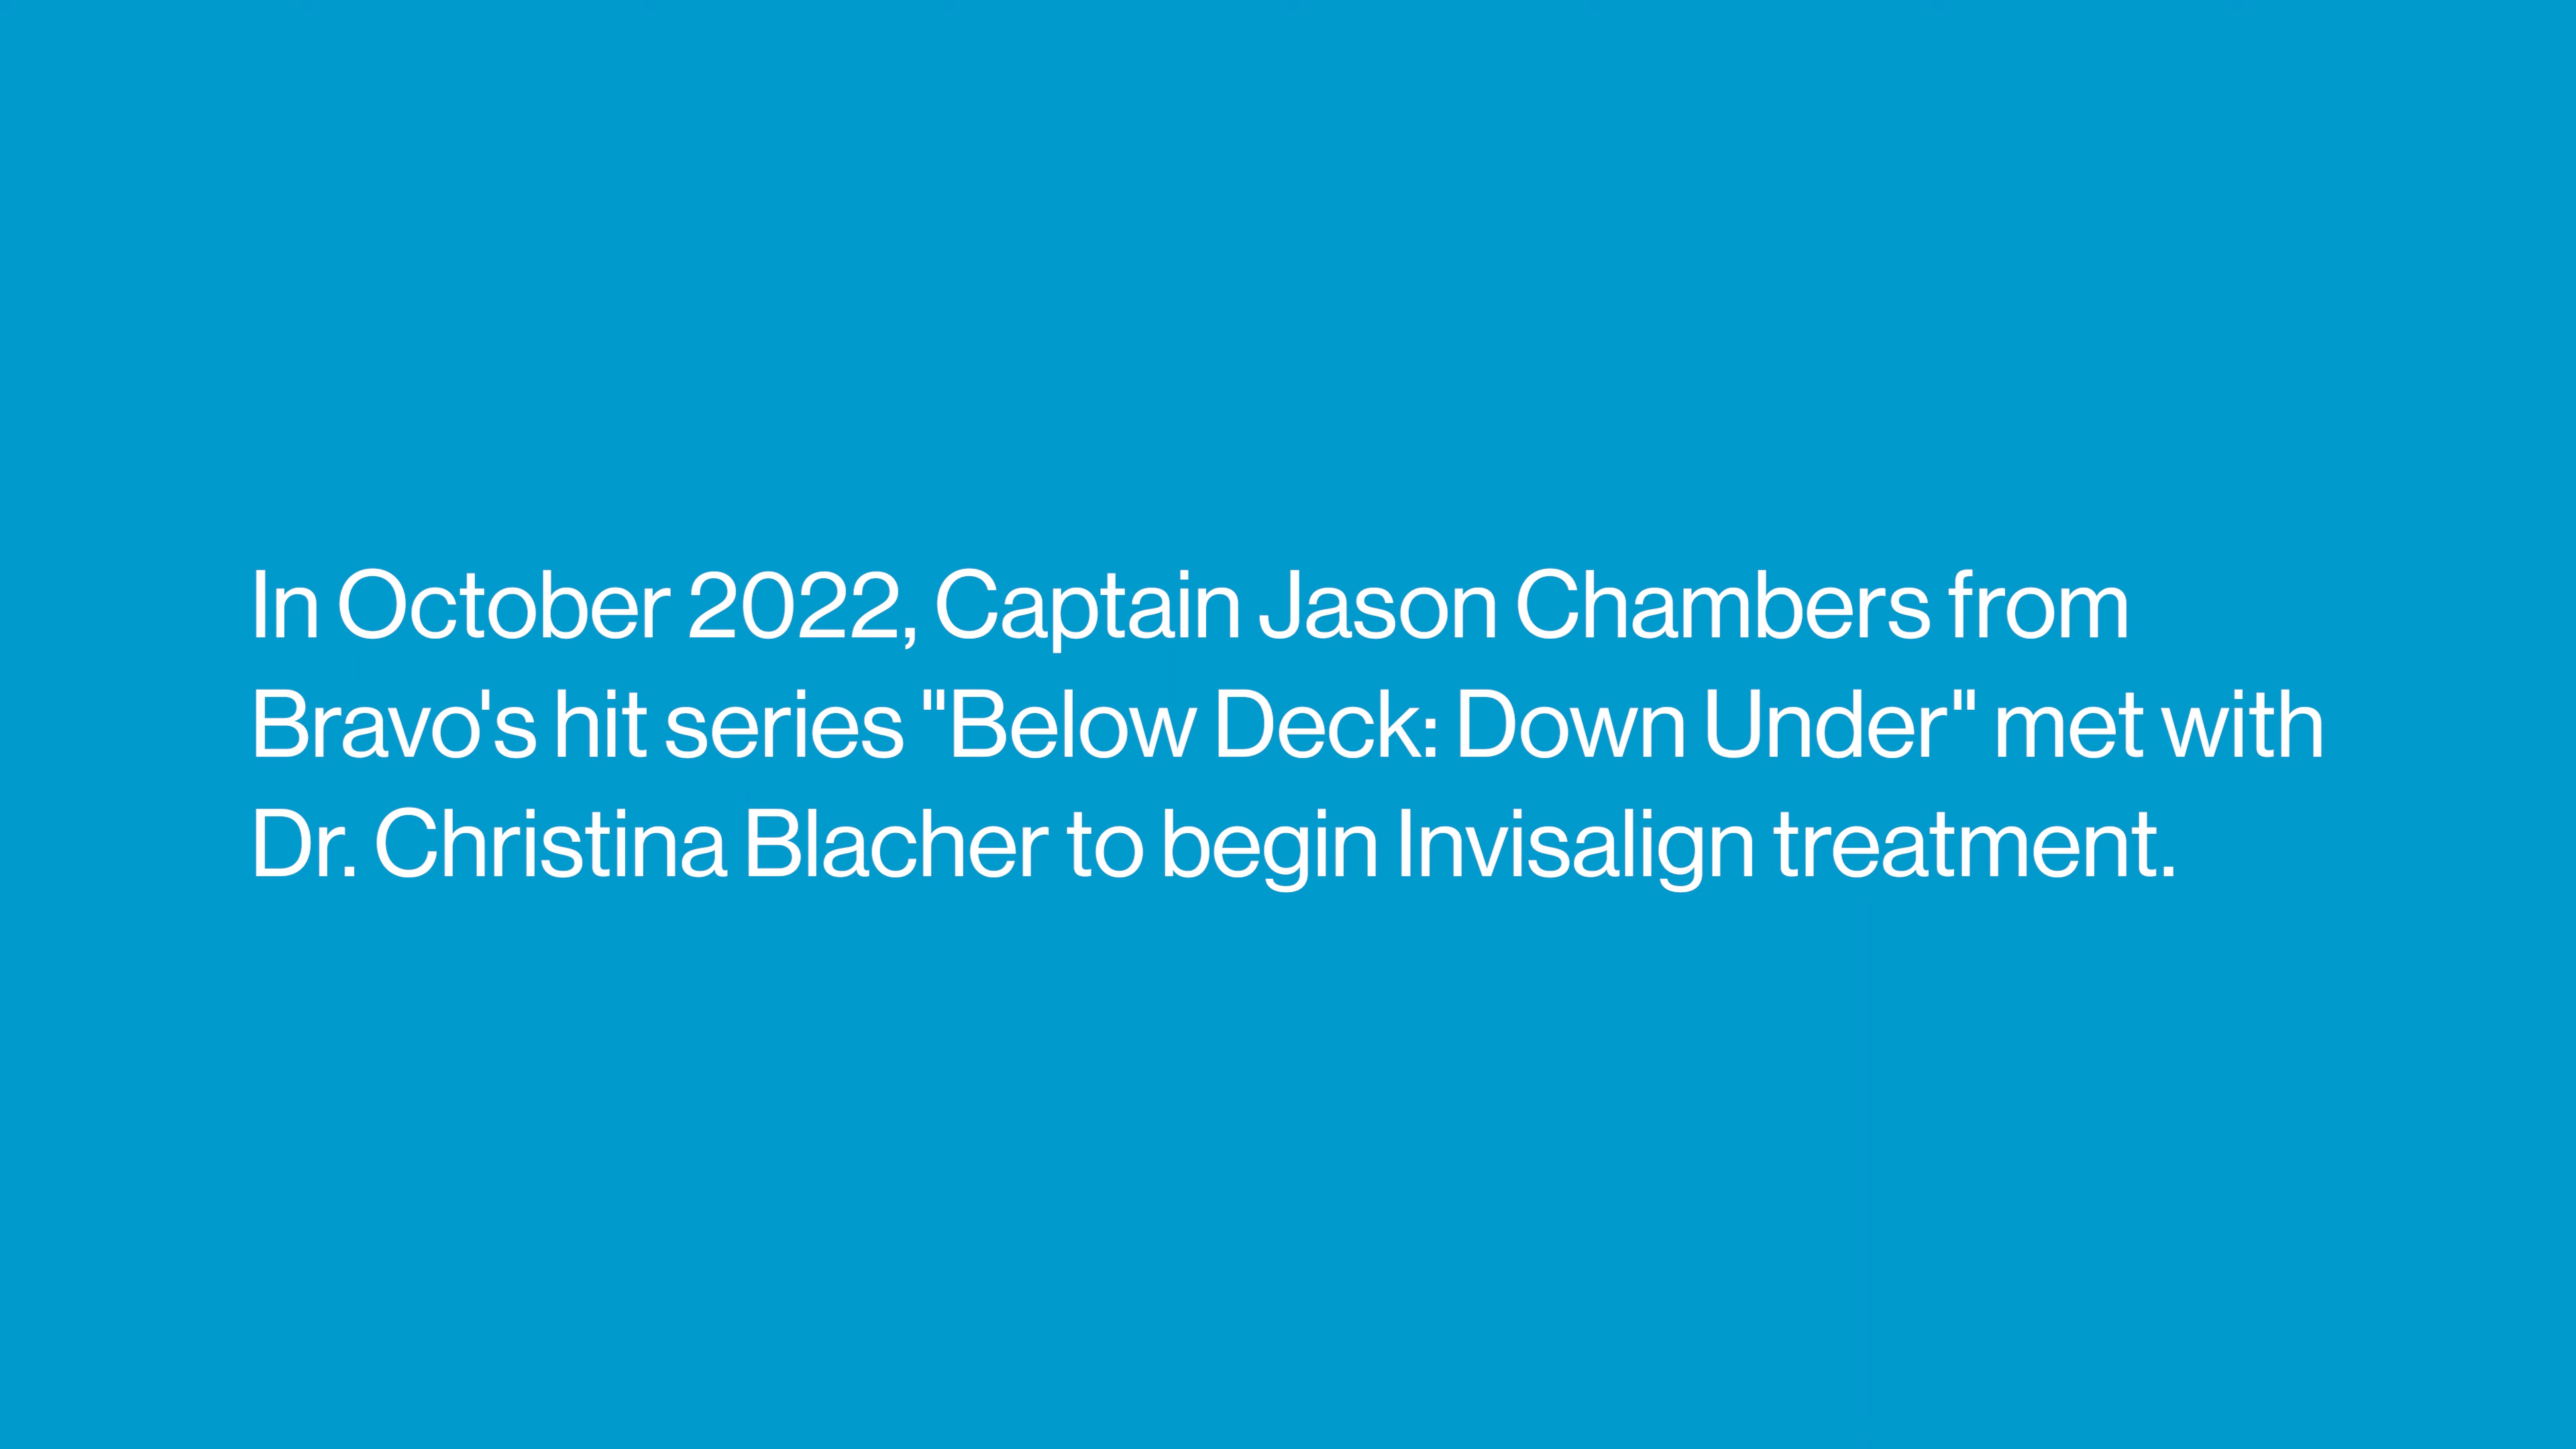 In October 2022, Captain Jason Chambers from
Bravo's hit series "Below Deck: Down Under" met with
Dr. Christina Blacher to begin Invisalign treatment.